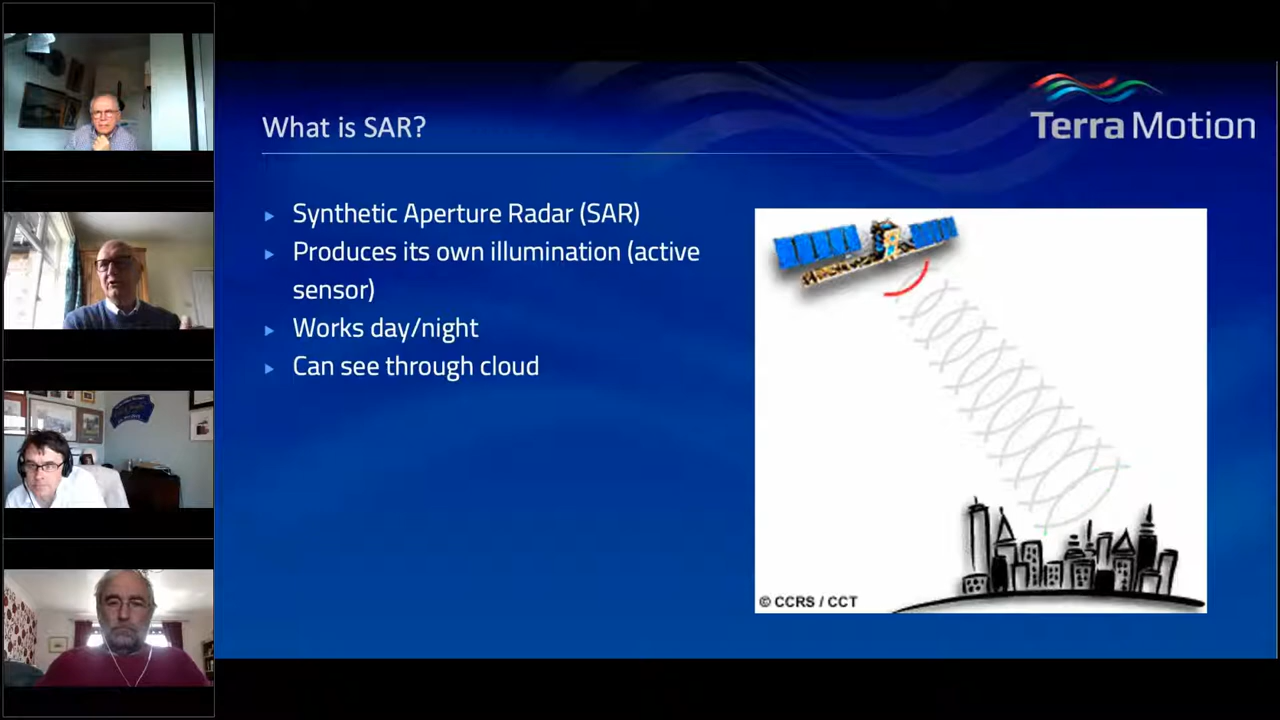 What is SAR?
Terra Motion
Synthetic Aperture Radar (SAR)
Produces its own illumination (active
sensor)
Works day/night
Can see through cloud
© CCRS / CCT